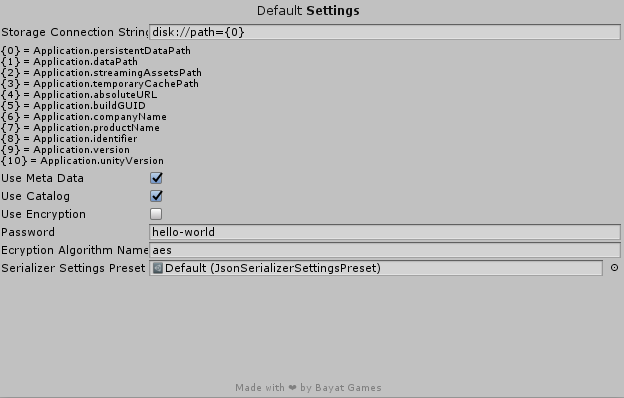 Default Settings
Storage Connection String disk://path={0}
{0} = Application.persistentDataPath
{1} = Application.dataPath
{2} = Application.streamingAssetsPath
{3} = Application.temporaryCachePath
{4} = Application.absoluteURL
{5} = Application.buildGUID
{6} = Application.companyName
{7} = Application.productName
{8} = Application.identifier
{9} = Application.version
{10} = Application.unityVersion
Use Meta Data
Use Catalog
Use Encryption
Password hello-world
Ecryption Algorithm Name aes
Serializer Settings Preset Default (JsonSerializerSettingsPreset)
Made with ❤ by Bayat Games